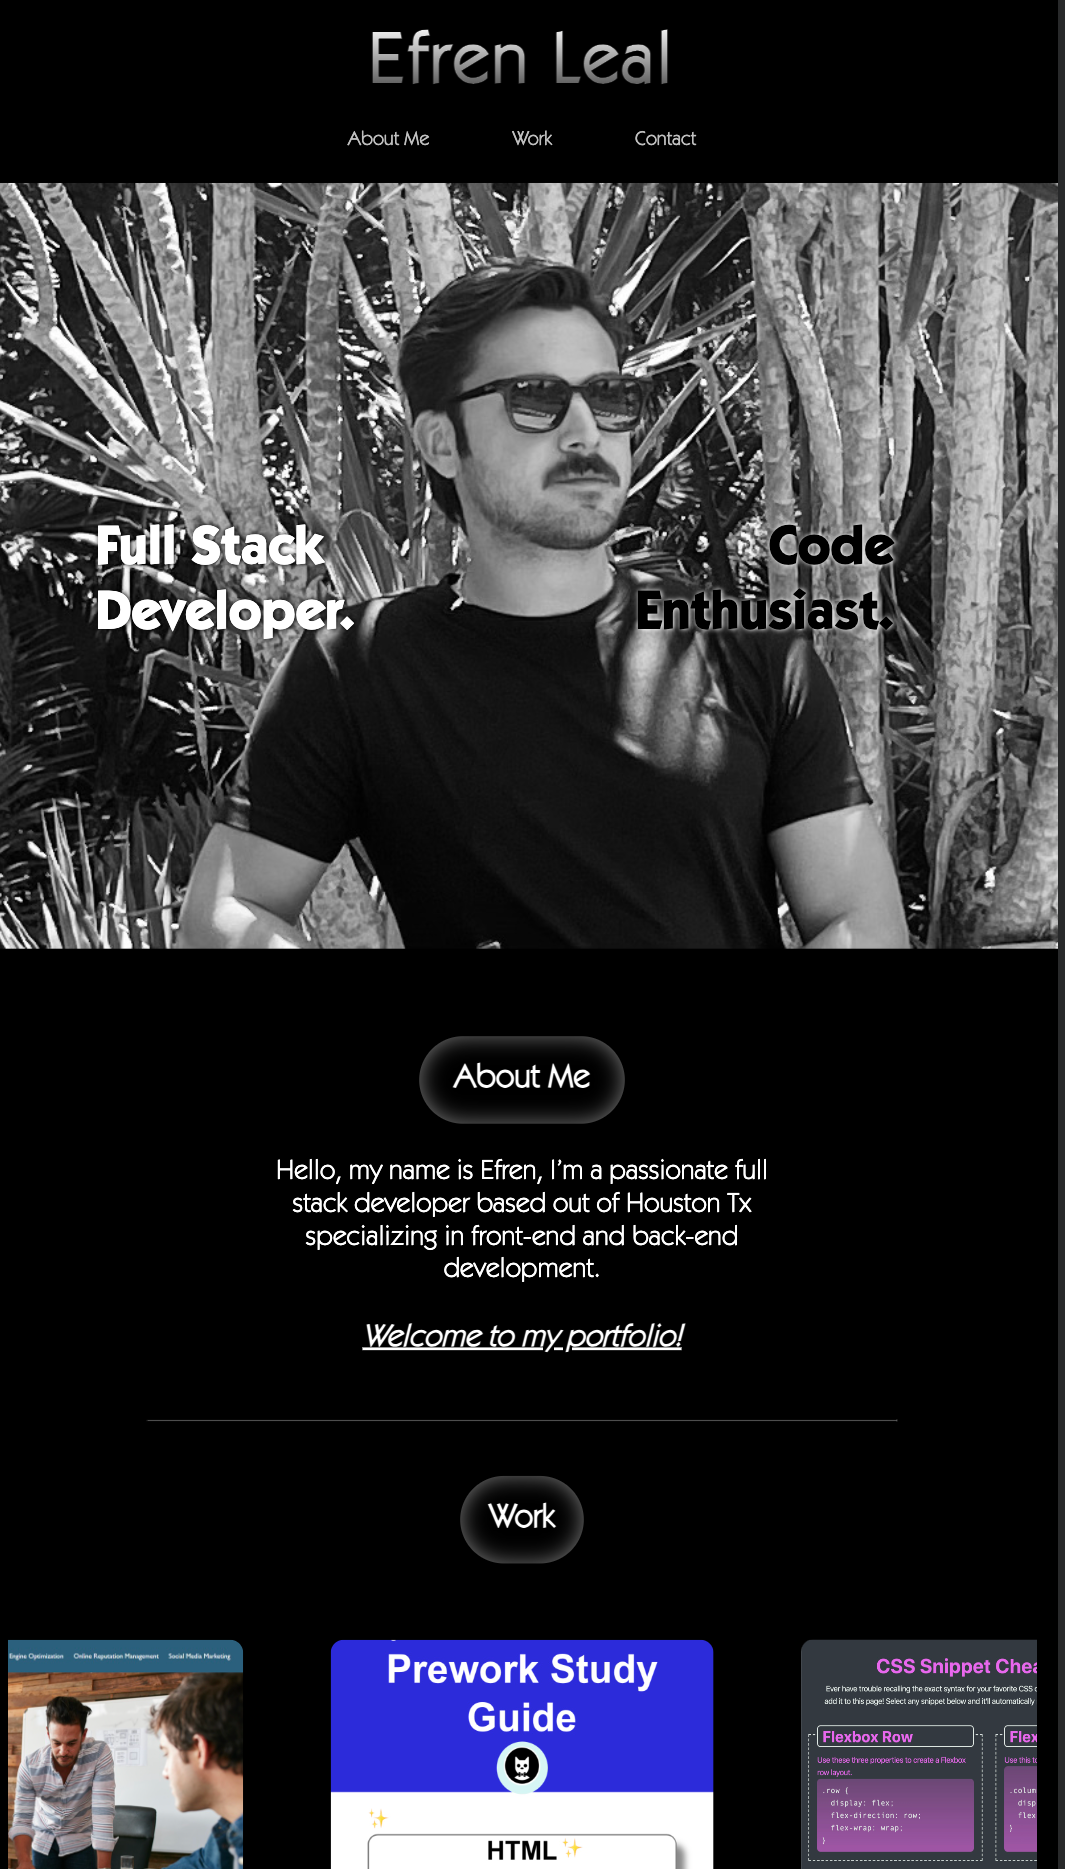 Efren Leal
About Me
Work
Contact
Full Stack
Developer.
Code
Enthusiast.
About Me
Hello, my name is Efren, I'm a passionate full
stack developer based out of Houston Tx
specializing in front-end and back-end
development.
Welcome to my portfolio!
Work
Engine Optimization Online Reputation Management Social Media Marketing
Prework Study
Guide
HTML
CSS Snippet
Ever have trouble recalling the exact syntax for your favorite CSS
add it to this page! Select any snippet below and it'll automatically
Flexbox Row
Use these three properties to create a Flexbox
row layout.
.row {
display: flex;
flex-direction: row;
flex-wrap: wrap;
}
Use this
}